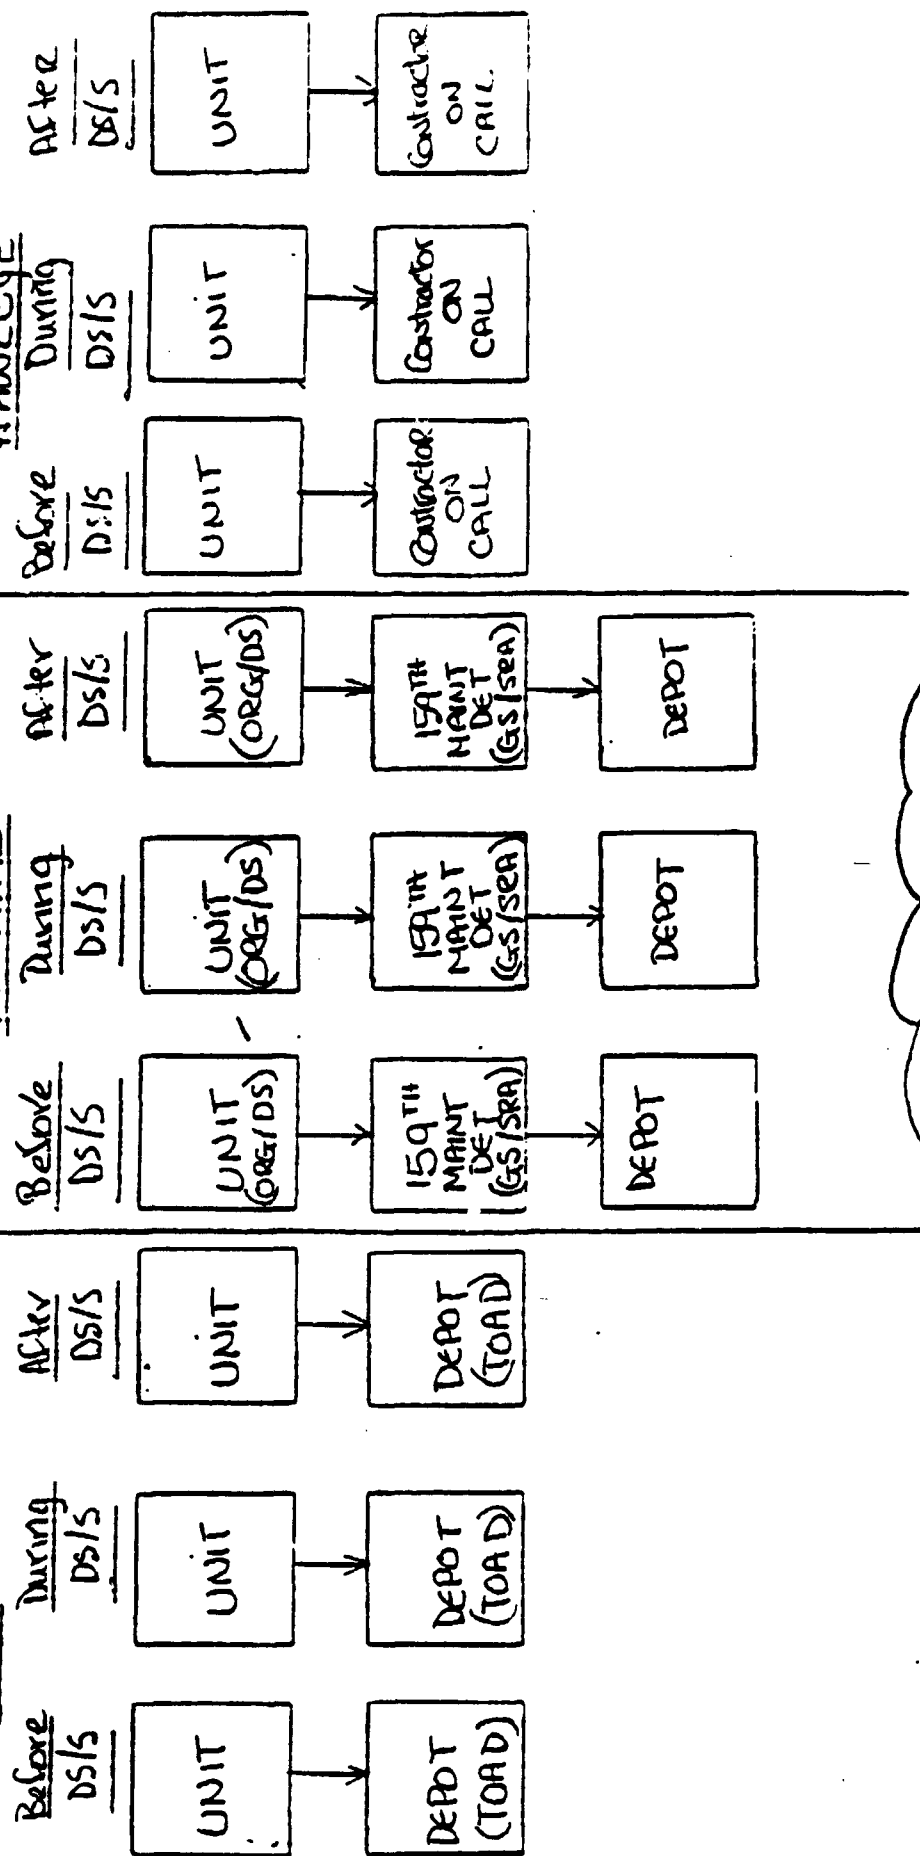 Before
DS/S
UNIT
DEPOT
(TOAD)
During
DS/S
UNIT
DEPOT
(TOAD)
After
DS/S
UNIT
DEPOT
(TOAD)
Before
DS/S
UNIT
(ORG/DS)
159TH
MAINT
DET
(GS/SRA)
DEPOT
During
DS/S
UNIT
(ORG/DS)
159TH
MAINT
DET
(GS/SRA)
DEPOT
After
DS/S
UNIT
(ORG/DS)
159TH
MAINT
DET
(GS/SRA)
DEPOT
Before
DS/S
UNIT
Contractor
ON
CALL
During
DS/S
UNIT
Contractor
ON
CALL
After
DS/S
UNIT
Contractor
ON
CALL